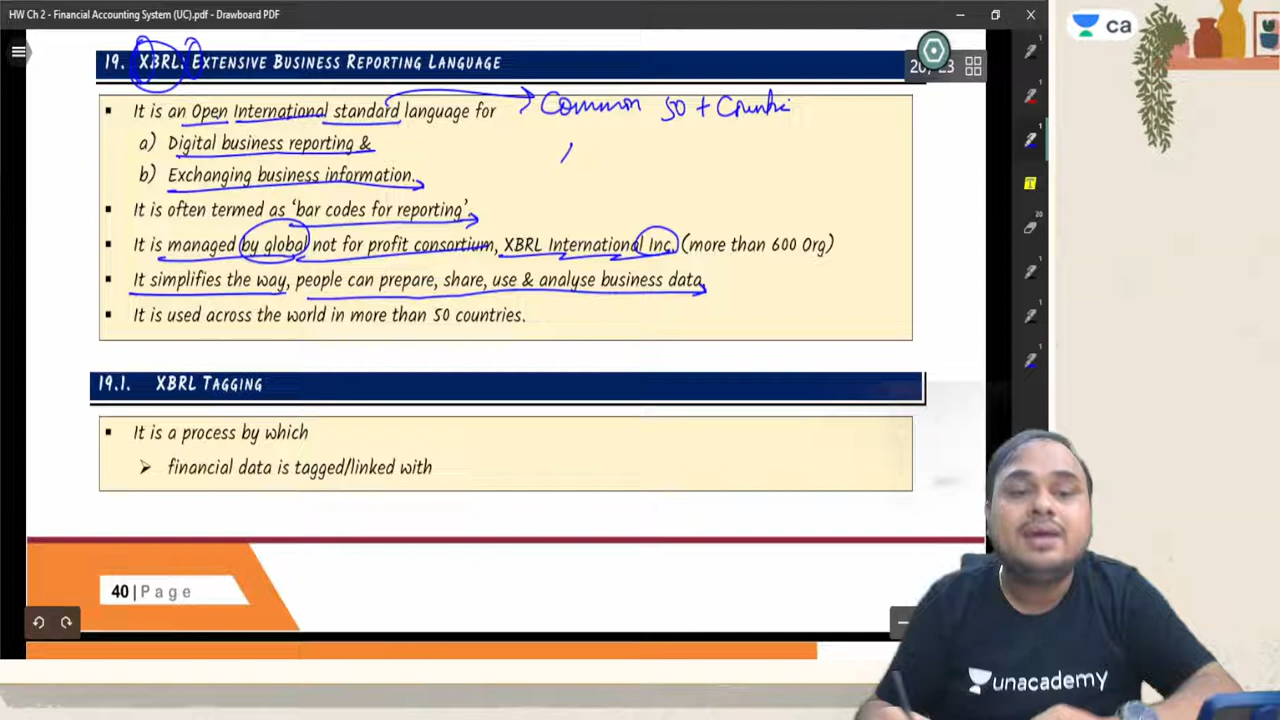 HW Ch 2 - Financial Accounting System (UC).pdf - Drawboard PDF
ca
19. XBRL: EXTENSIVE BUSINESS REPORTING LANGUAGE
▪ It is an Open International standard language for
Common 50 + Countri
a) Digital business reporting &
b) Exchanging business information.
▪ It is often termed as 'bar codes for reporting'
▪ It is managed by global not for profit consortium, XBRL International Inc. (more than 600 Org)
▪ It simplifies the way, people can prepare, share, use & analyse business data.
▪ It is used across the world in more than 50 countries.
19.1. XBRL TAGGING
▪ It is a process by which
➢ financial data is tagged/linked with
40 | Page
unacademy